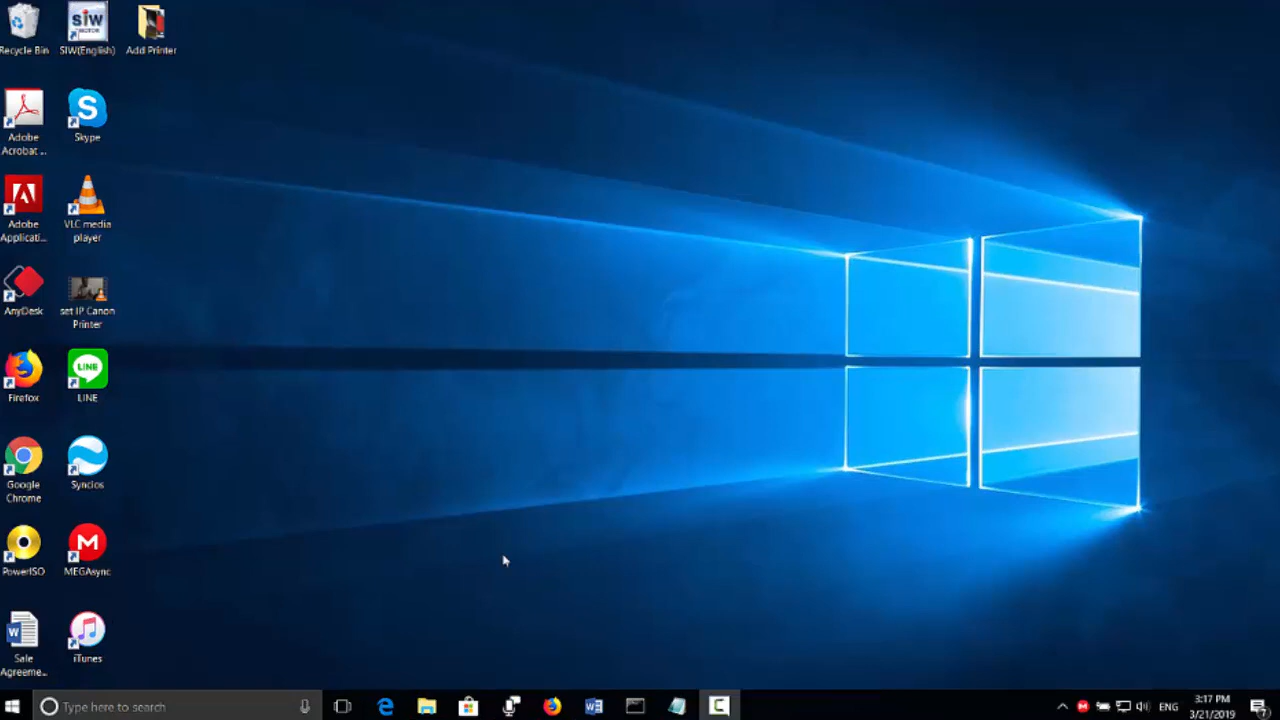 Recycle Bin
SIW(English)
Add Printer
Adobe
Acrobat ...
Skype
Adobe
Applicati...
VLC media
player
AnyDesk
set IP Canon
Printer
Firefox
LINE
Google
Chrome
Syncios
PowerISO
MEGAsync
Sale
Agreeme...
iTunes
Type here to search
ENG
3:17 PM
3/21/2019